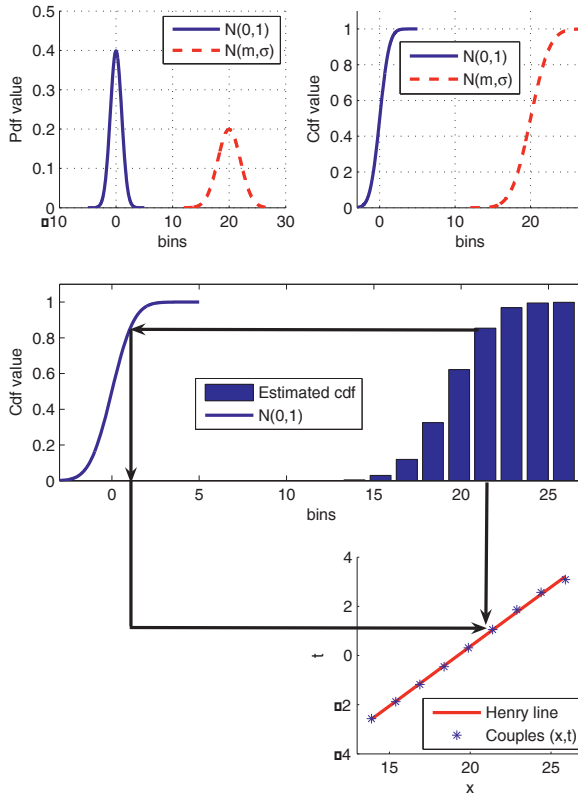 0.5
0.4
0.3
0.2
0.1
0
Pdf value
N(0,1)
N(m,σ)
10 0 10 20 30
bins
1
0.8
0.6
0.4
0.2
0
Cdf value
N(0,1)
N(m,σ)
0 10 20
bins
1
0.8
0.6
0.4
0.2
0
Cdf value
Estimated cdf
N(0,1)
0 5 10 15 20 25
bins
4
2
0
2
4
t
Henry line
Couples (x,t)
15 20 25
x